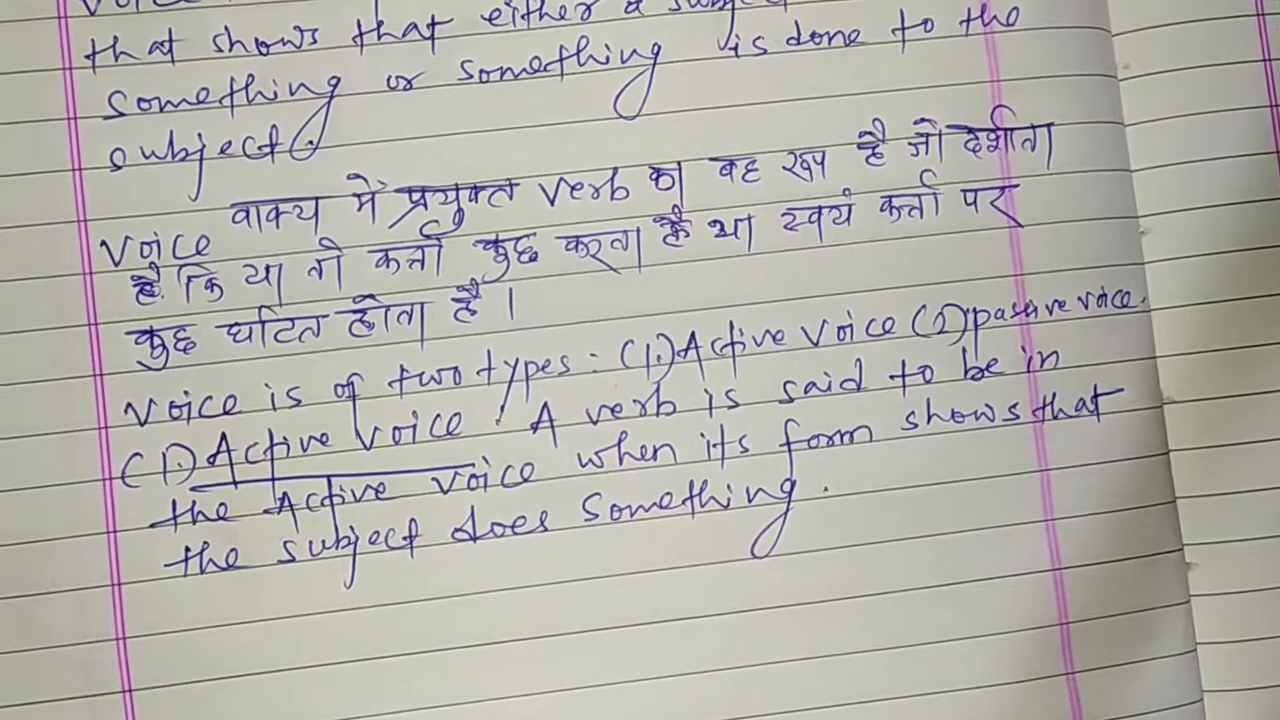 that shows that either a
something or something is done to the
subject.
Voice वाक्य में प्रयुक्त verb का वह रूप है जो दर्शाता
है. कि या तो कर्त्ता कुछ करता है या स्वयं कर्त्ता पर
कुछ घटित होता है।
Voice is of two types: (1.) Active Voice (2) passive voice.
(1.) Active Voice. A verb is said to be in
the Active voice when its form shows that
the subject does something.